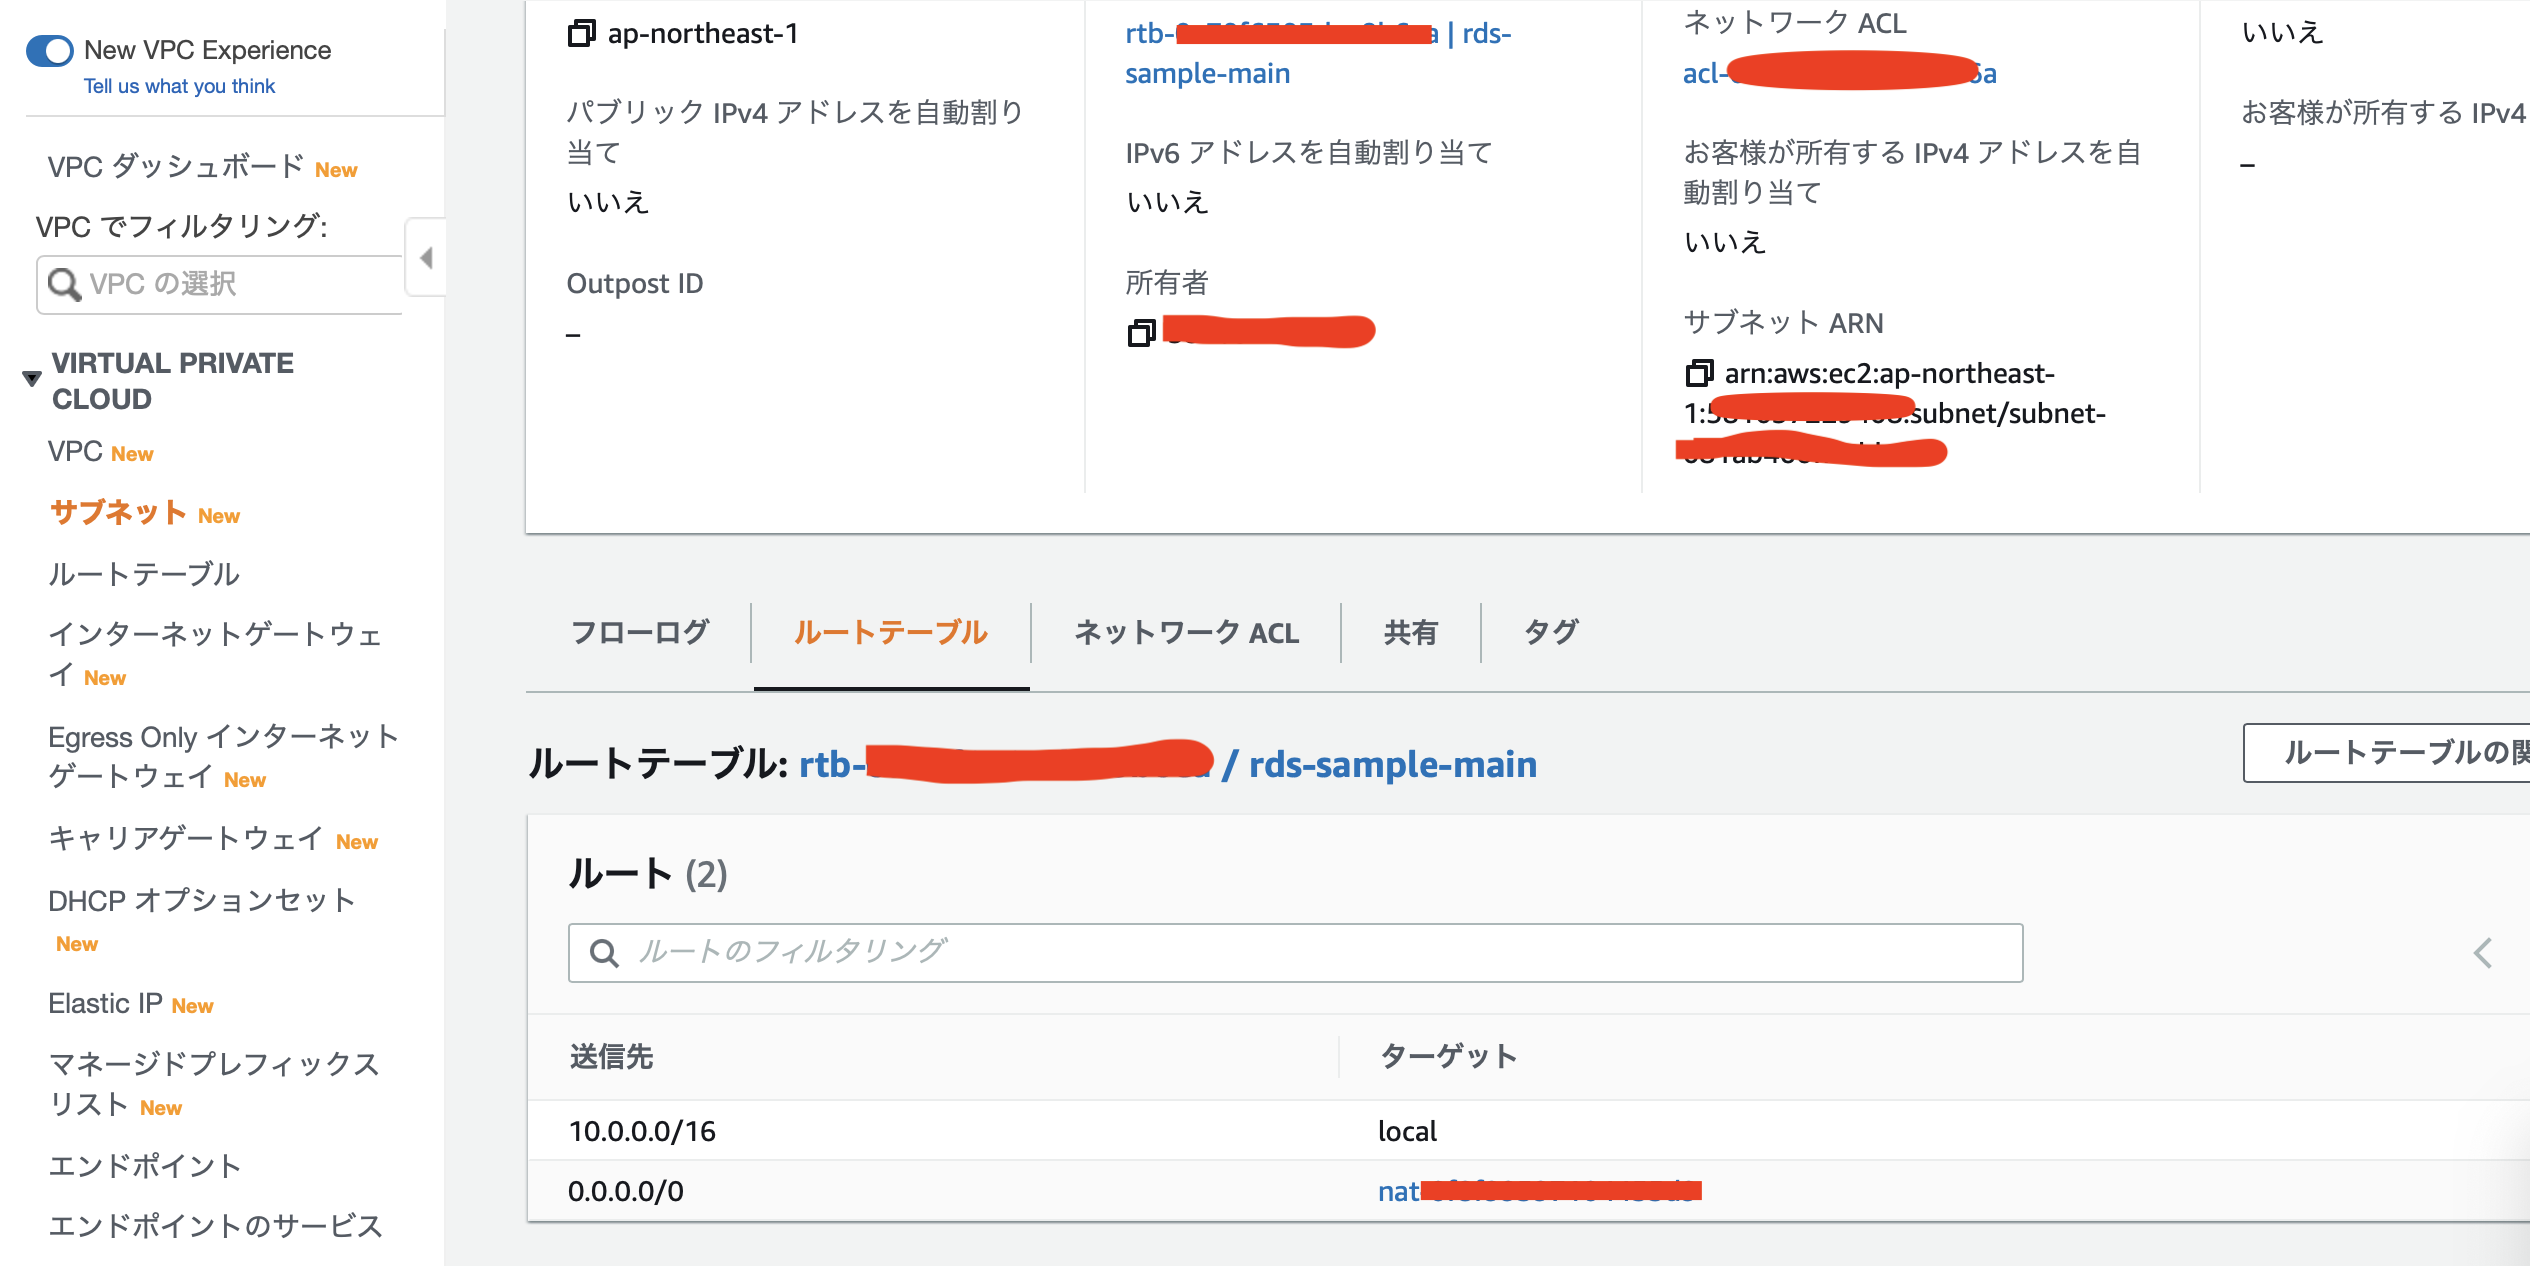 New VPC Experience
Tell us what you think
VPC ダッシュボード New
VPC でフィルタリング:
VPC の選択
VIRTUAL PRIVATE
CLOUD
VPC New
サブネット New
ルートテーブル
インターネットゲートウェ
イ New
Egress Only インターネット
ゲートウェイ New
キャリアゲートウェイ New
DHCP オプションセット
New
Elastic IP New
マネージドプレフィックス
リスト New
エンドポイント
エンドポイントのサービス
ap-northeast-1
パブリック IPv4 アドレスを自動割り
当て
いいえ
Outpost ID
–
rtb- a | rds-
sample-main
IPv6 アドレスを自動割り当て
いいえ
所有者
ネットワーク ACL
acl- a
お客様が所有する IPv4 アドレスを自
動割り当て
いいえ
サブネット ARN
arn:aws:ec2:ap-northeast-
1: subnet/subnet-
いいえ
お客様が所有する IPv4
–
フローログ
ルートテーブル
ネットワーク ACL
共有
タグ
ルートテーブル: rtb- / rds-sample-main
ルートテーブルの関
ルート (2)
ルートのフィルタリング
送信先 ターゲット
10.0.0.0/16 local
0.0.0.0/0 nat